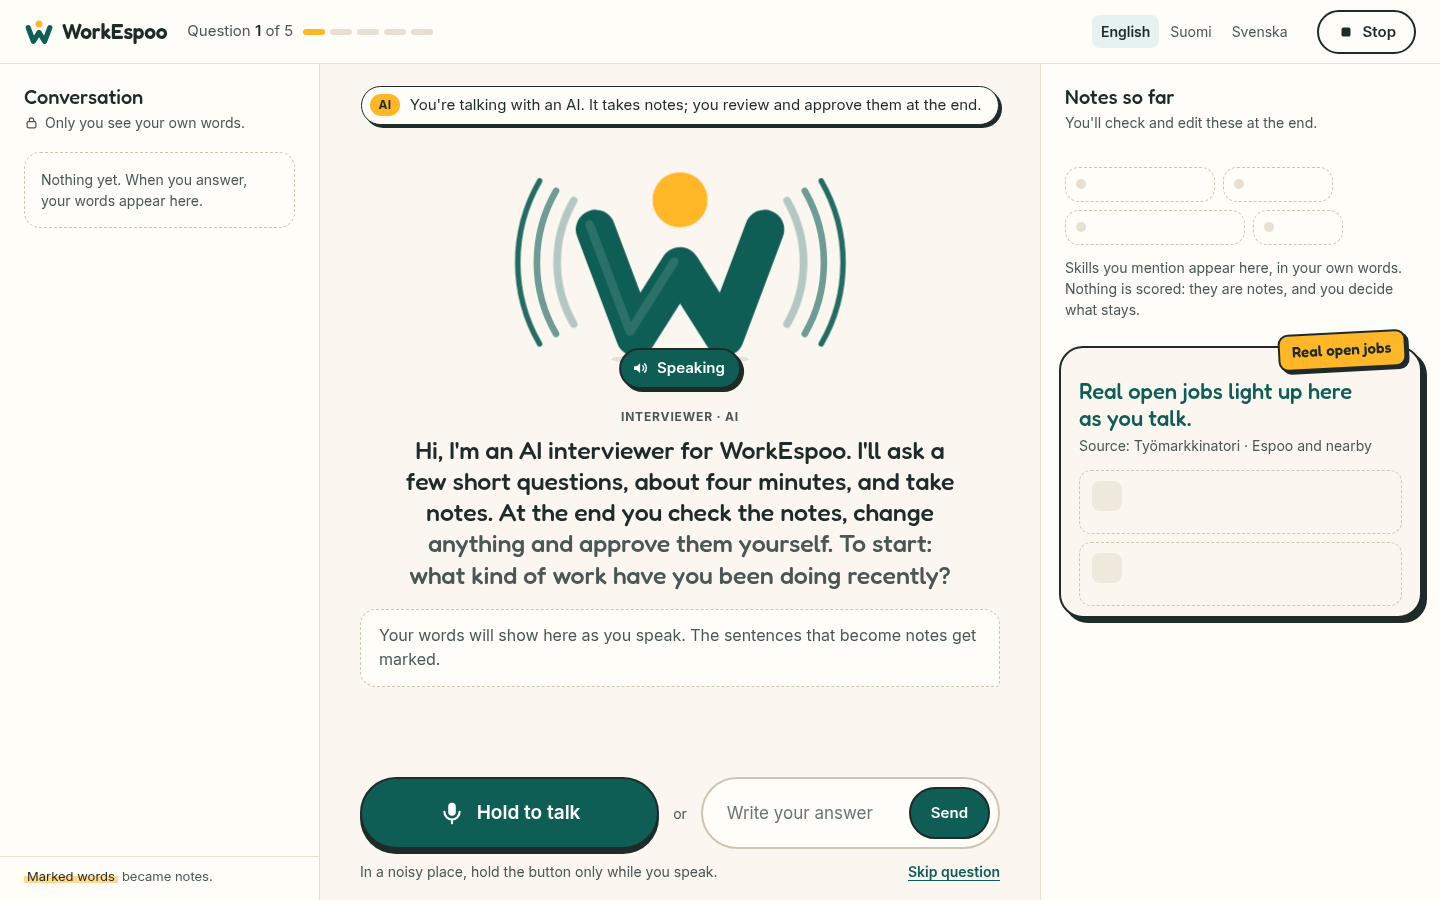 WorkEspoo
Question 1 of 5
English
Suomi
Svenska
Stop
Conversation
Only you see your own words.
Nothing yet. When you answer,
your words appear here.
Marked words became notes.
AI You're talking with an AI. It takes notes; you review and approve them at the end.
Speaking
INTERVIEWER · AI
Hi, I'm an AI interviewer for WorkEspoo. I'll ask a
few short questions, about four minutes, and take
notes. At the end you check the notes, change
anything and approve them yourself. To start:
what kind of work have you been doing recently?
Your words will show here as you speak. The sentences that become notes get
marked.
Hold to talk
or
Write your answer
Send
In a noisy place, hold the button only while you speak.
Skip question
Notes so far
You'll check and edit these at the end.
Skills you mention appear here, in your own words.
Nothing is scored: they are notes, and you decide
what stays.
Real open jobs
Real open jobs light up here
as you talk.
Source: Työmarkkinatori · Espoo and nearby